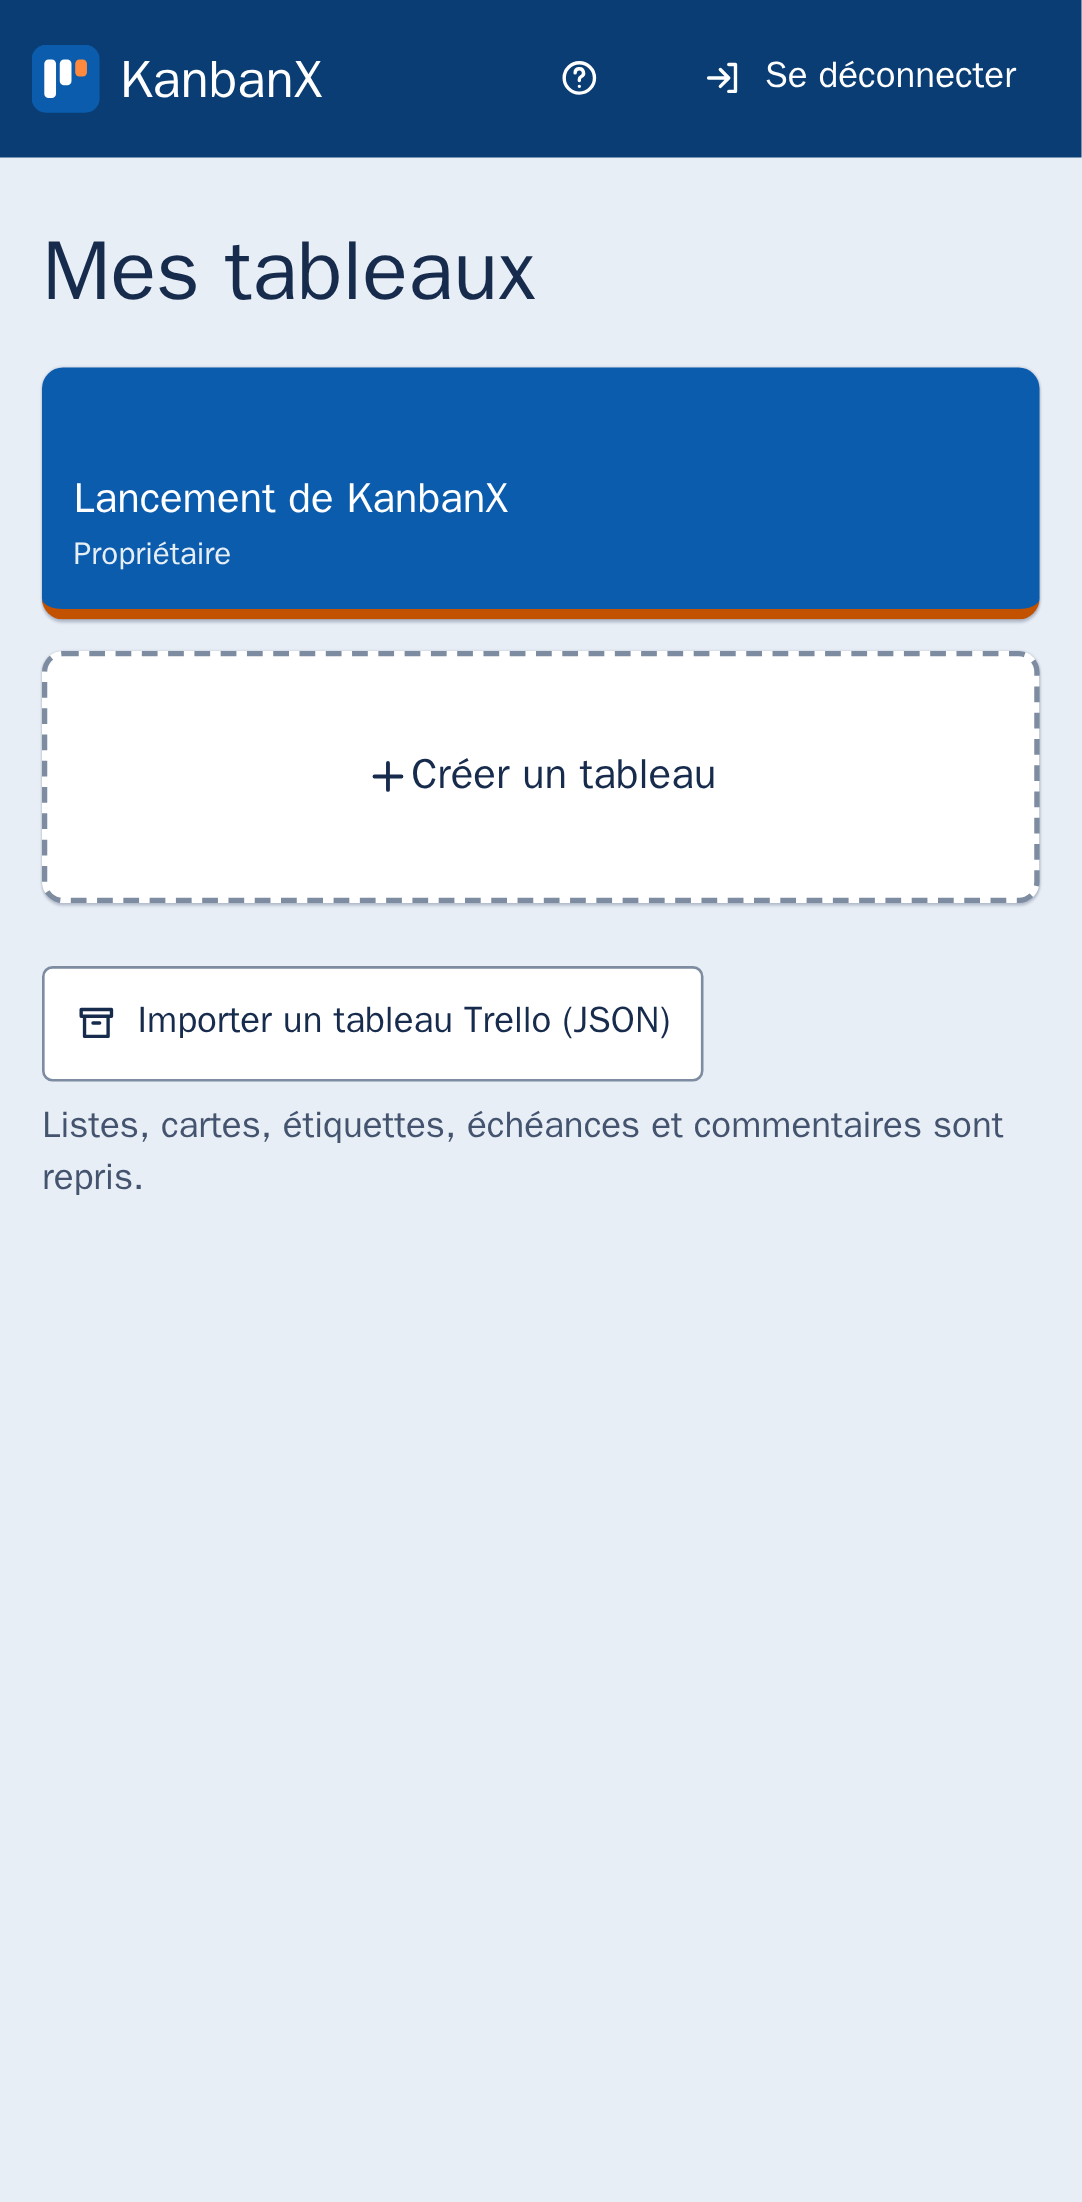 KanbanX
Se déconnecter
Mes tableaux
Lancement de KanbanX
Propriétaire
Créer un tableau
Importer un tableau Trello (JSON)
Listes, cartes, étiquettes, échéances et commentaires sont
repris.